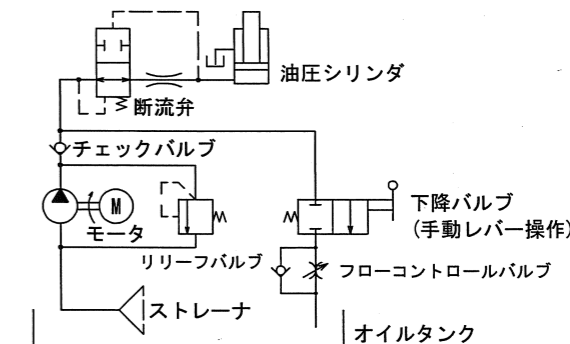 油圧シリンダ
断流弁
チェックバルブ
M
モータ
下降バルブ
(手動レバー操作)
リリーフバルブ
フローコントロールバルブ
ストレーナ
オイルタンク